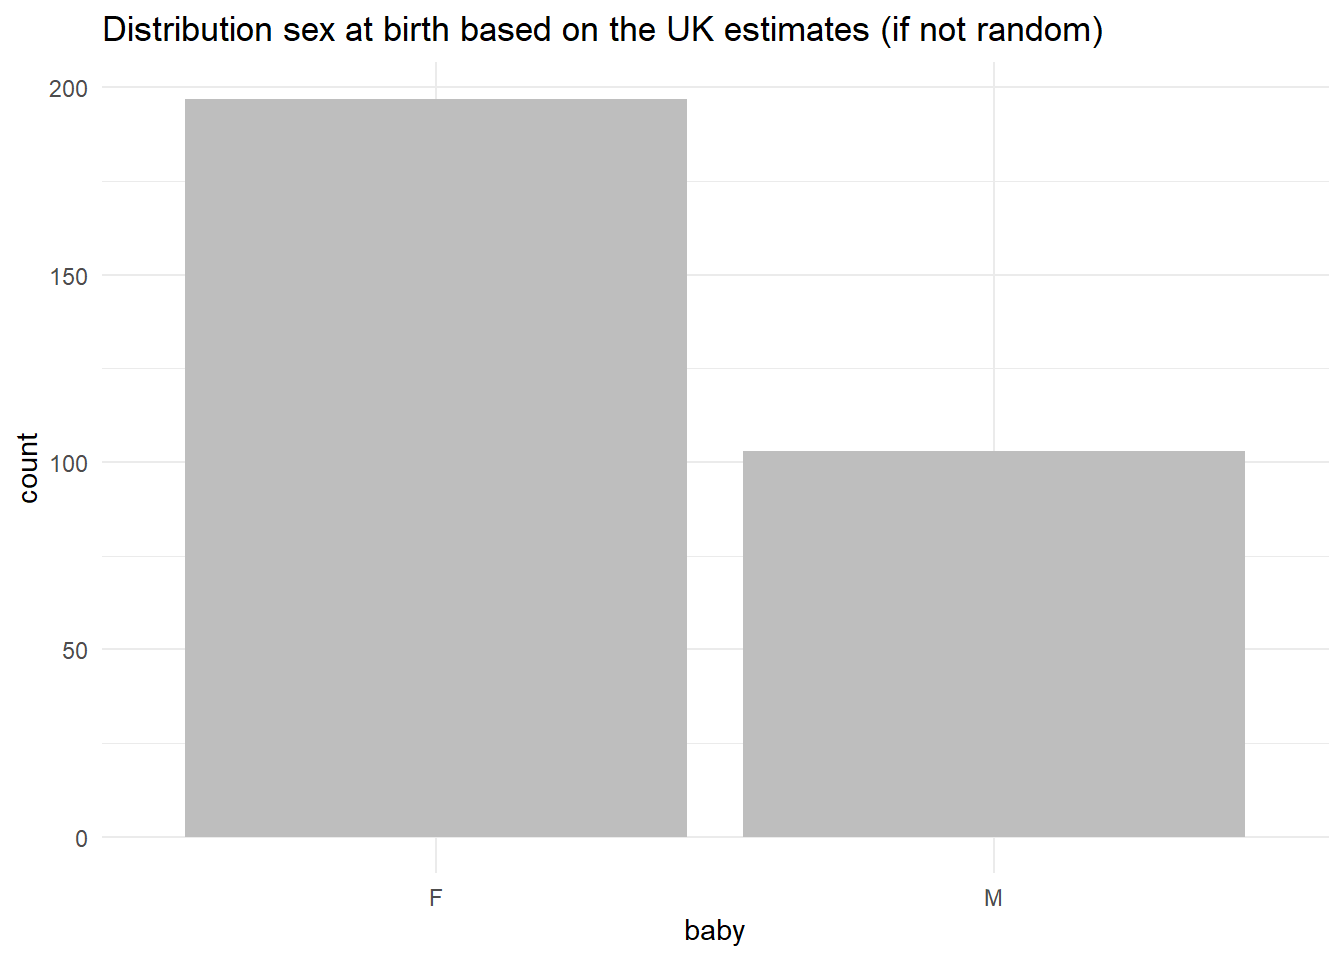 Distribution sex at birth based on the UK estimates (if not random)
200
150
100
50
0
count
F
M
baby